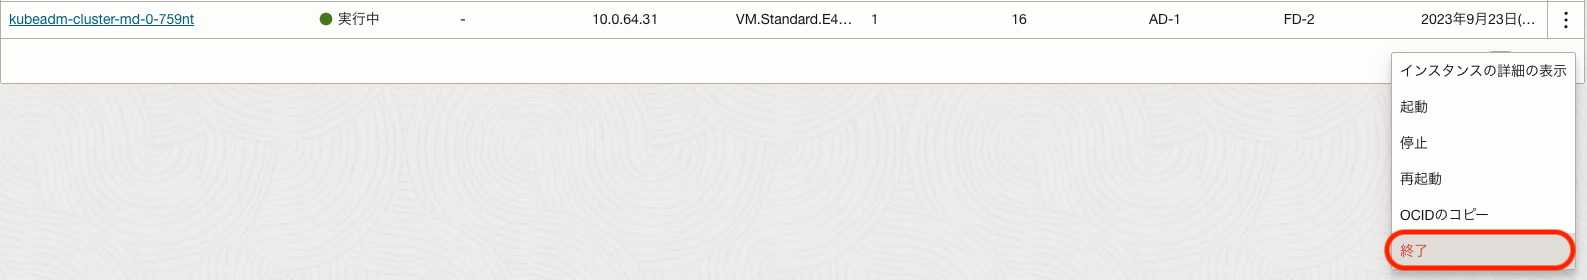 kubeadm-cluster-md-0-759nt 実行中 - 10.0.64.31 VM.Standard.E4... 1 16 AD-1 FD-2 2023年9月23日(...
インスタンスの詳細の表示
起動
停止
再起動
OCIDのコピー
終了